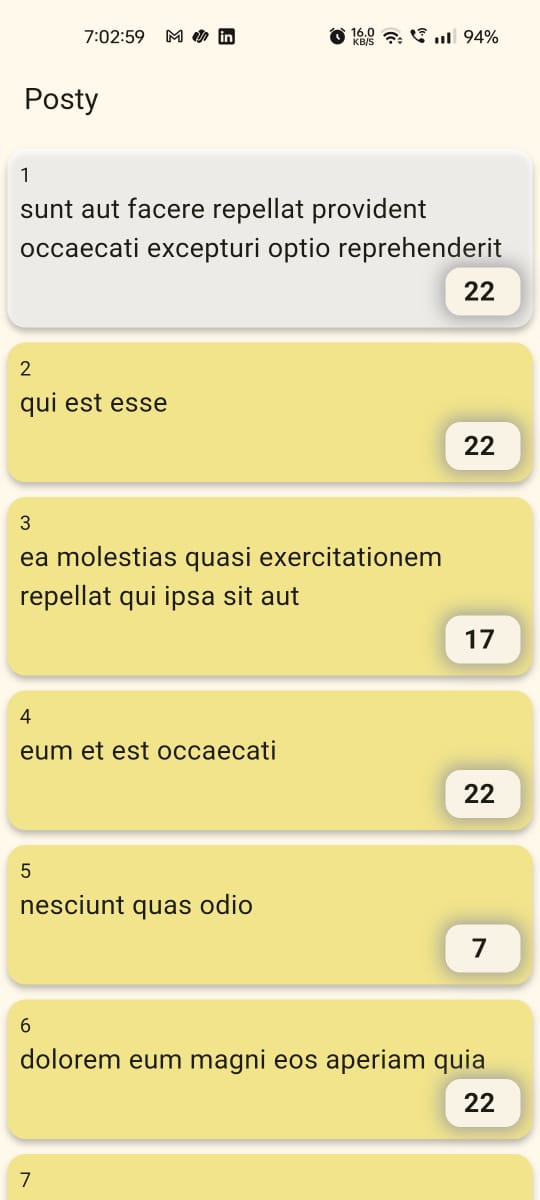 7:02:59 in 16.0 KB/S 94%
Posty
1
sunt aut facere repellat provident
occaecati excepturi optio reprehenderit
22
2
qui est esse
22
3
ea molestias quasi exercitationem
repellat qui ipsa sit aut
17
4
eum et est occaecati
22
5
nesciunt quas odio
7
6
dolorem eum magni eos aperiam quia
22
7